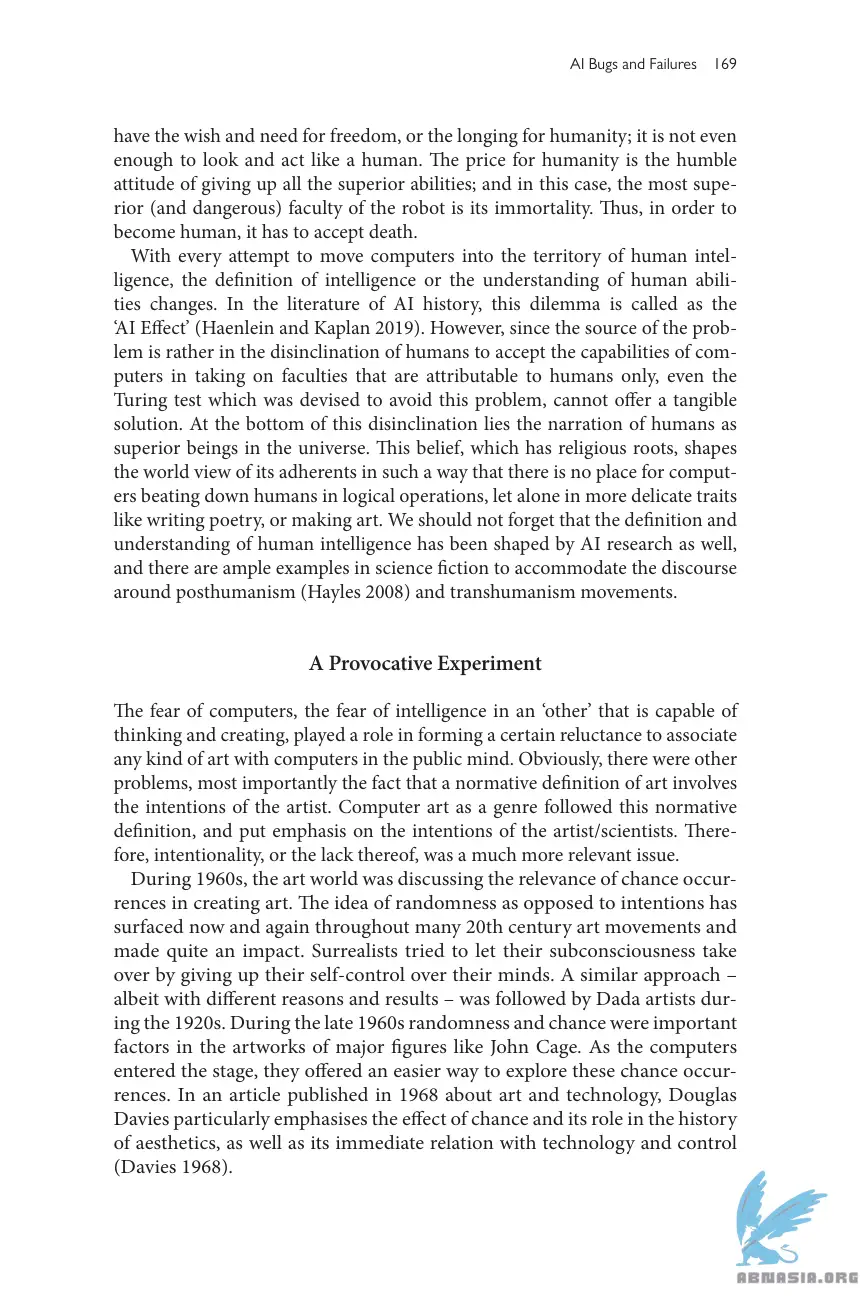 AI Bugs and Failures 169
have the wish and need for freedom, or the longing for humanity; it is not even
enough to look and act like a human. The price for humanity is the humble
attitude of giving up all the superior abilities; and in this case, the most supe-
rior (and dangerous) faculty of the robot is its immortality. Thus, in order to
become human, it has to accept death.
With every attempt to move computers into the territory of human intel-
ligence, the definition of intelligence or the understanding of human abili-
ties changes. In the literature of AI history, this dilemma is called as the
‘AI Effect’ (Haenlein and Kaplan 2019). However, since the source of the prob-
lem is rather in the disinclination of humans to accept the capabilities of com-
puters in taking on faculties that are attributable to humans only, even the
Turing test which was devised to avoid this problem, cannot offer a tangible
solution. At the bottom of this disinclination lies the narration of humans as
superior beings in the universe. This belief, which has religious roots, shapes
the world view of its adherents in such a way that there is no place for comput-
ers beating down humans in logical operations, let alone in more delicate traits
like writing poetry, or making art. We should not forget that the definition and
understanding of human intelligence has been shaped by AI research as well,
and there are ample examples in science fiction to accommodate the discourse
around posthumanism (Hayles 2008) and transhumanism movements.
A Provocative Experiment
The fear of computers, the fear of intelligence in an ‘other’ that is capable of
thinking and creating, played a role in forming a certain reluctance to associate
any kind of art with computers in the public mind. Obviously, there were other
problems, most importantly the fact that a normative definition of art involves
the intentions of the artist. Computer art as a genre followed this normative
definition, and put emphasis on the intentions of the artist/scientists. There-
fore, intentionality, or the lack thereof, was a much more relevant issue.
During 1960s, the art world was discussing the relevance of chance occur-
rences in creating art. The idea of randomness as opposed to intentions has
surfaced now and again throughout many 20th century art movements and
made quite an impact. Surrealists tried to let their subconsciousness take
over by giving up their self-control over their minds. A similar approach –
albeit with different reasons and results – was followed by Dada artists dur-
ing the 1920s. During the late 1960s randomness and chance were important
factors in the artworks of major figures like John Cage. As the computers
entered the stage, they offered an easier way to explore these chance occur-
rences. In an article published in 1968 about art and technology, Douglas
Davies particularly emphasises the effect of chance and its role in the history
of aesthetics, as well as its immediate relation with technology and control
(Davies 1968).
ABNASIA.ORG